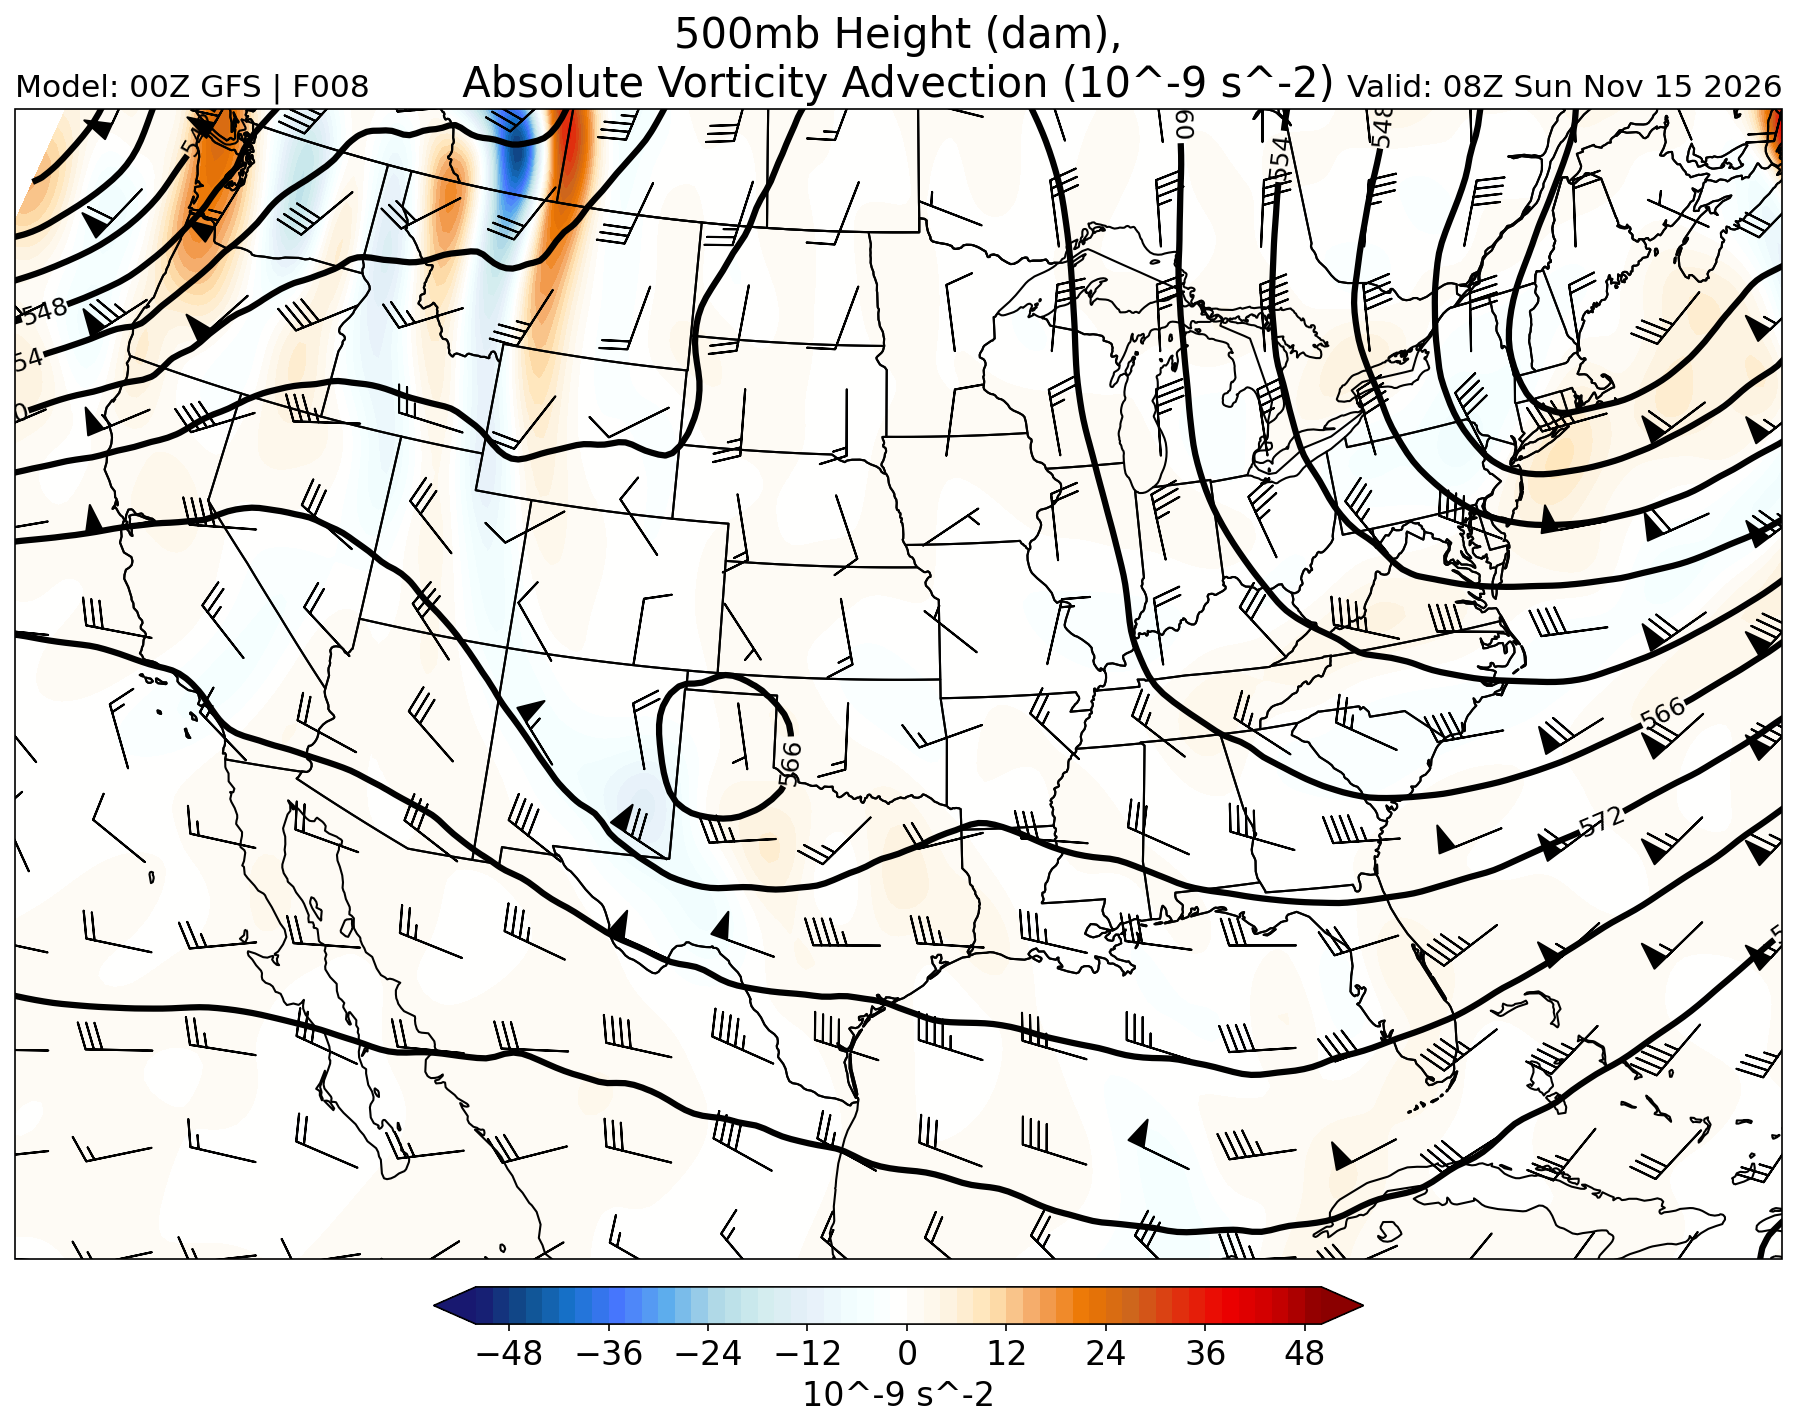 500mb Height (dam),
Model: 00Z GFS | F008
Absolute Vorticity Advection (10^-9 s^-2)
Valid: 08Z Sun Nov 15 2026
548
554
548
54
566
566
572
−48 −36 −24 −12 0 12 24 36 48
10^-9 s^-2